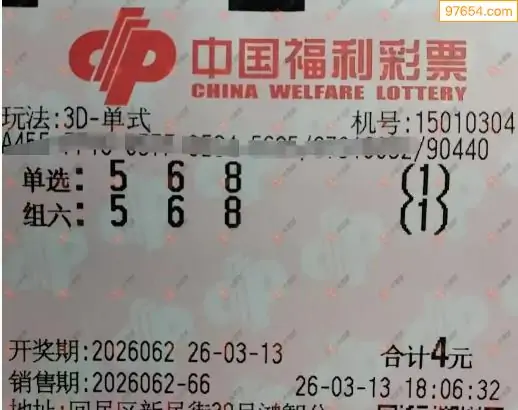 97654.com
中国福利彩票
CHINA WELFARE LOTTERY
玩法:3D-单式 机号:15010304
/90440
单选: 5 6 8 (1)
组六: 5 6 8 (1)
开奖期:2026062 26-03-13 合计4元
销售期:2026062-66 26-03-13 18:06:32